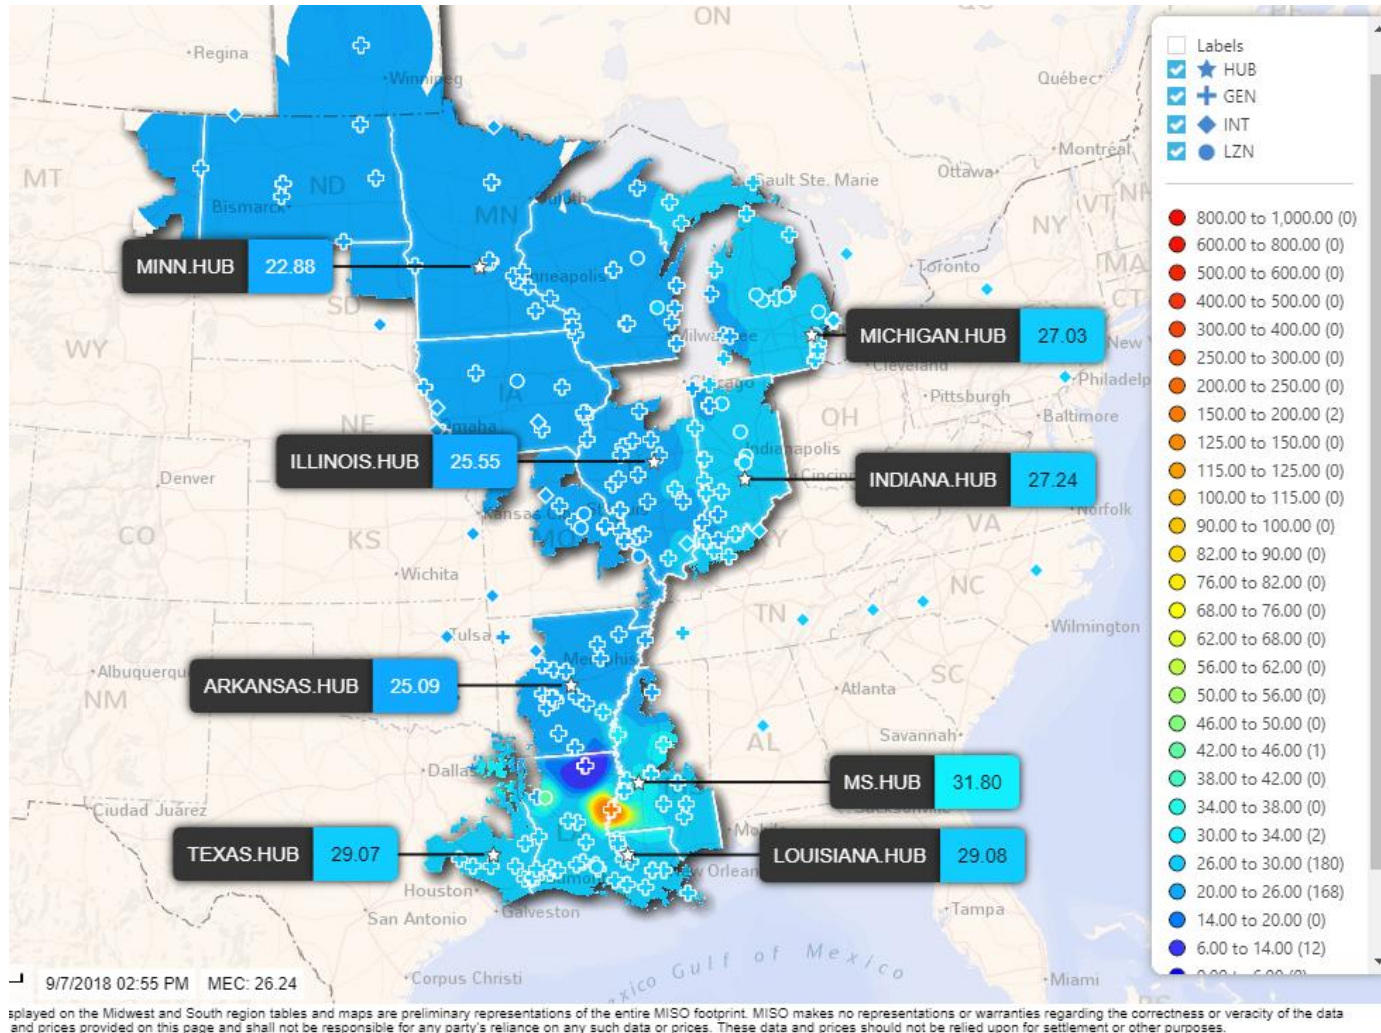 ON
Regina
Winnipeg
Québec
Montréal
Ottawa
Sault Ste. Marie
MT
ND
Bismarck
MN
Duluth
NY
VT
MINN.HUB 22.88
nneapolis
Toronto
MA
CT
SD
WY
Milwaukee
MICHIGAN.HUB 27.03
New Y
Cleveland
Chicago
Philadelp
Pittsburgh
IA
NE
OH
Baltimore
maha
Indianapolis
ILLINOIS.HUB 25.55
Denver
INDIANA.HUB 27.24
Cincin
Norfolk
Kansas C
CO
KS
MO
VA
Wichita
NC
TN
Tulsa
Wilmington
Memphis
Albuquerqu
ARKANSAS.HUB 25.09
NM
SC
Atlanta
Savannah
AL
Dallas
MS.HUB 31.80
Ciudad Juárez
Jacksonville
Mobile
TEXAS.HUB 29.07
LOUISIANA.HUB 29.08
ew Orlean
Houston
Galveston
San Antonio
Tampa
Corpus Christi
xico Gulf of Mexico
Miami
Labels
HUB
GEN
INT
LZN
800.00 to 1,000.00 (0)
600.00 to 800.00 (0)
500.00 to 600.00 (0)
400.00 to 500.00 (0)
300.00 to 400.00 (0)
250.00 to 300.00 (0)
200.00 to 250.00 (0)
150.00 to 200.00 (2)
125.00 to 150.00 (0)
115.00 to 125.00 (0)
100.00 to 115.00 (0)
90.00 to 100.00 (0)
82.00 to 90.00 (0)
76.00 to 82.00 (0)
68.00 to 76.00 (0)
62.00 to 68.00 (0)
56.00 to 62.00 (0)
50.00 to 56.00 (0)
46.00 to 50.00 (0)
42.00 to 46.00 (1)
38.00 to 42.00 (0)
34.00 to 38.00 (0)
30.00 to 34.00 (2)
26.00 to 30.00 (180)
20.00 to 26.00 (168)
14.00 to 20.00 (0)
6.00 to 14.00 (12)
9/7/2018 02:55 PM MEC: 26.24
splayed on the Midwest and South region tables and maps are preliminary representations of the entire MISO footprint. MISO makes no representations or warranties regarding the correctness or veracity of the data
and prices provided on this page and shall not be responsible for any party's reliance on any such data or prices. These data and prices should not be relied upon for settlement or other purposes.